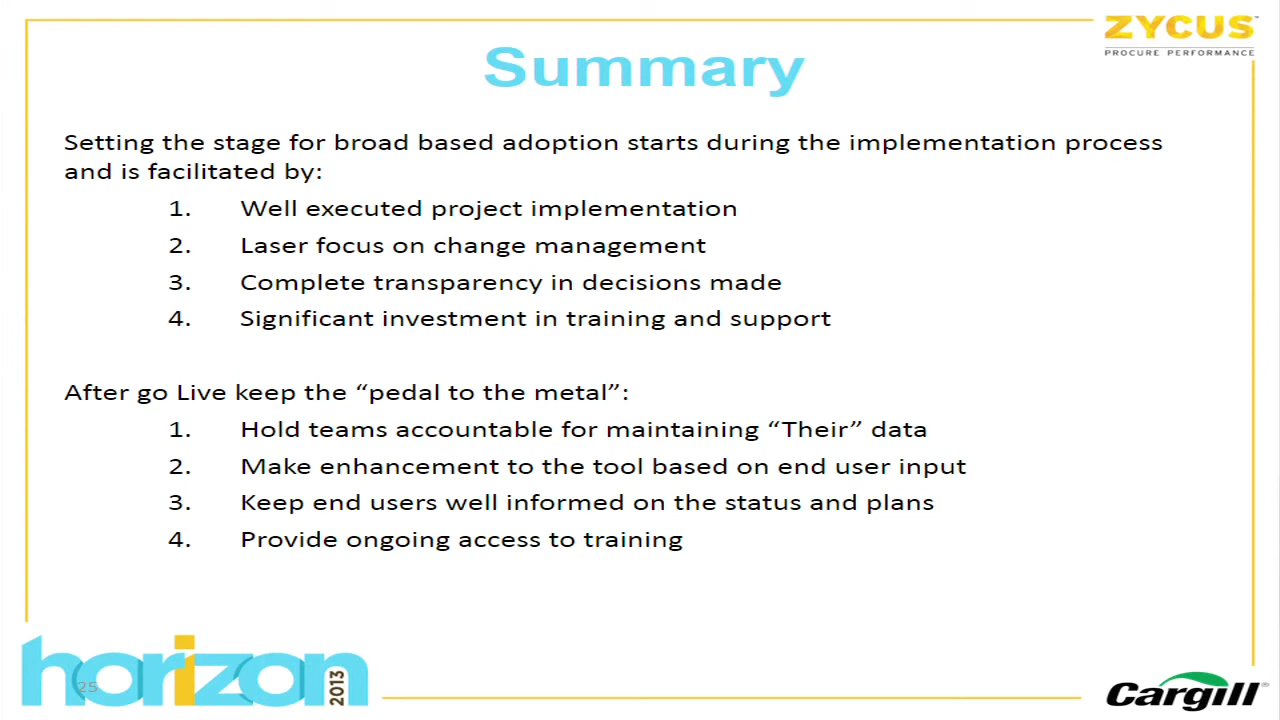 ZYCUS
PROCURE PERFORMANCE
Summary
Setting the stage for broad based adoption starts during the implementation process
and is facilitated by:
1. Well executed project implementation
2. Laser focus on change management
3. Complete transparency in decisions made
4. Significant investment in training and support
After go Live keep the “pedal to the metal”:
1. Hold teams accountable for maintaining “Their” data
2. Make enhancement to the tool based on end user input
3. Keep end users well informed on the status and plans
4. Provide ongoing access to training
horizon 2013
25
Cargill®